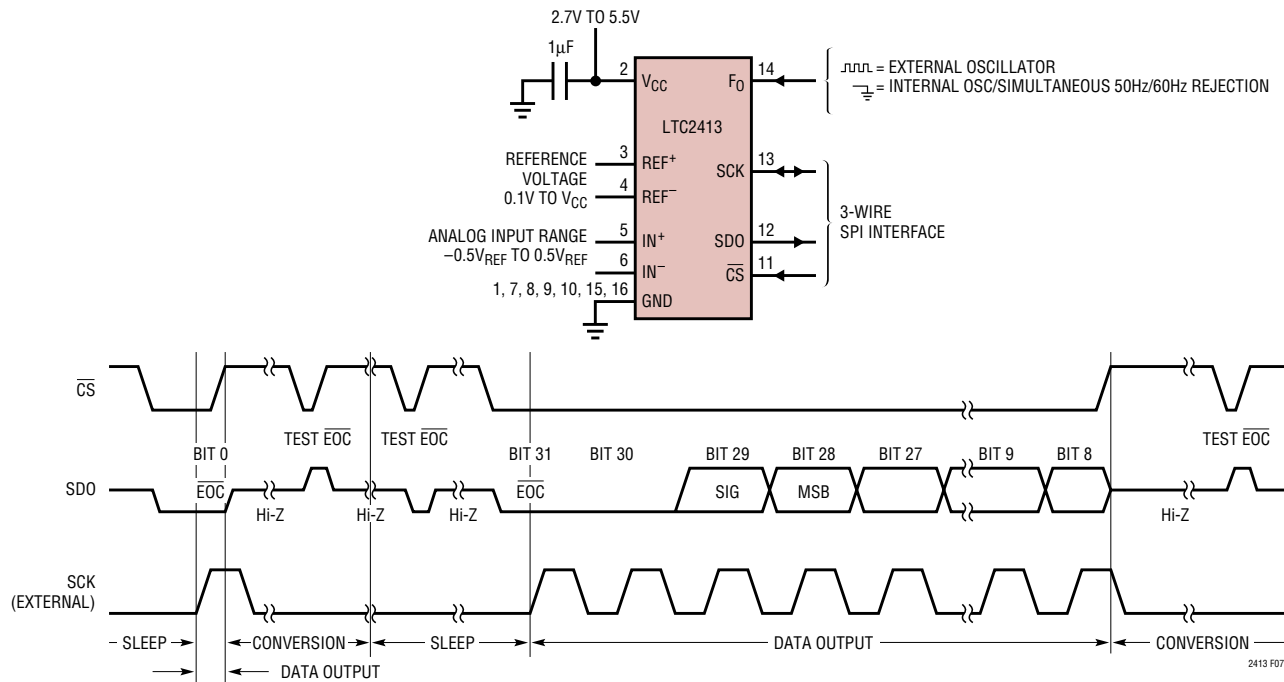 2.7V TO 5.5V
1µF
2
VCC
14
FO
= EXTERNAL OSCILLATOR
= INTERNAL OSC/SIMULTANEOUS 50Hz/60Hz REJECTION
LTC2413
REFERENCE
VOLTAGE
0.1V TO VCC
3
REF+
4
REF–
SCK
13
3-WIRE
SPI INTERFACE
ANALOG INPUT RANGE
–0.5VREF TO 0.5VREF
5
IN+
6
IN–
SDO
12
CS
11
1, 7, 8, 9, 10, 15, 16
GND
CS
TEST EOC
TEST EOC
TEST EOC
BIT 0
BIT 31
BIT 30
BIT 29
BIT 28
BIT 27
BIT 9
BIT 8
SDO
EOC
EOC
SIG
MSB
Hi-Z
Hi-Z
Hi-Z
Hi-Z
SCK
(EXTERNAL)
SLEEP
CONVERSION
SLEEP
DATA OUTPUT
CONVERSION
DATA OUTPUT
2413 F07